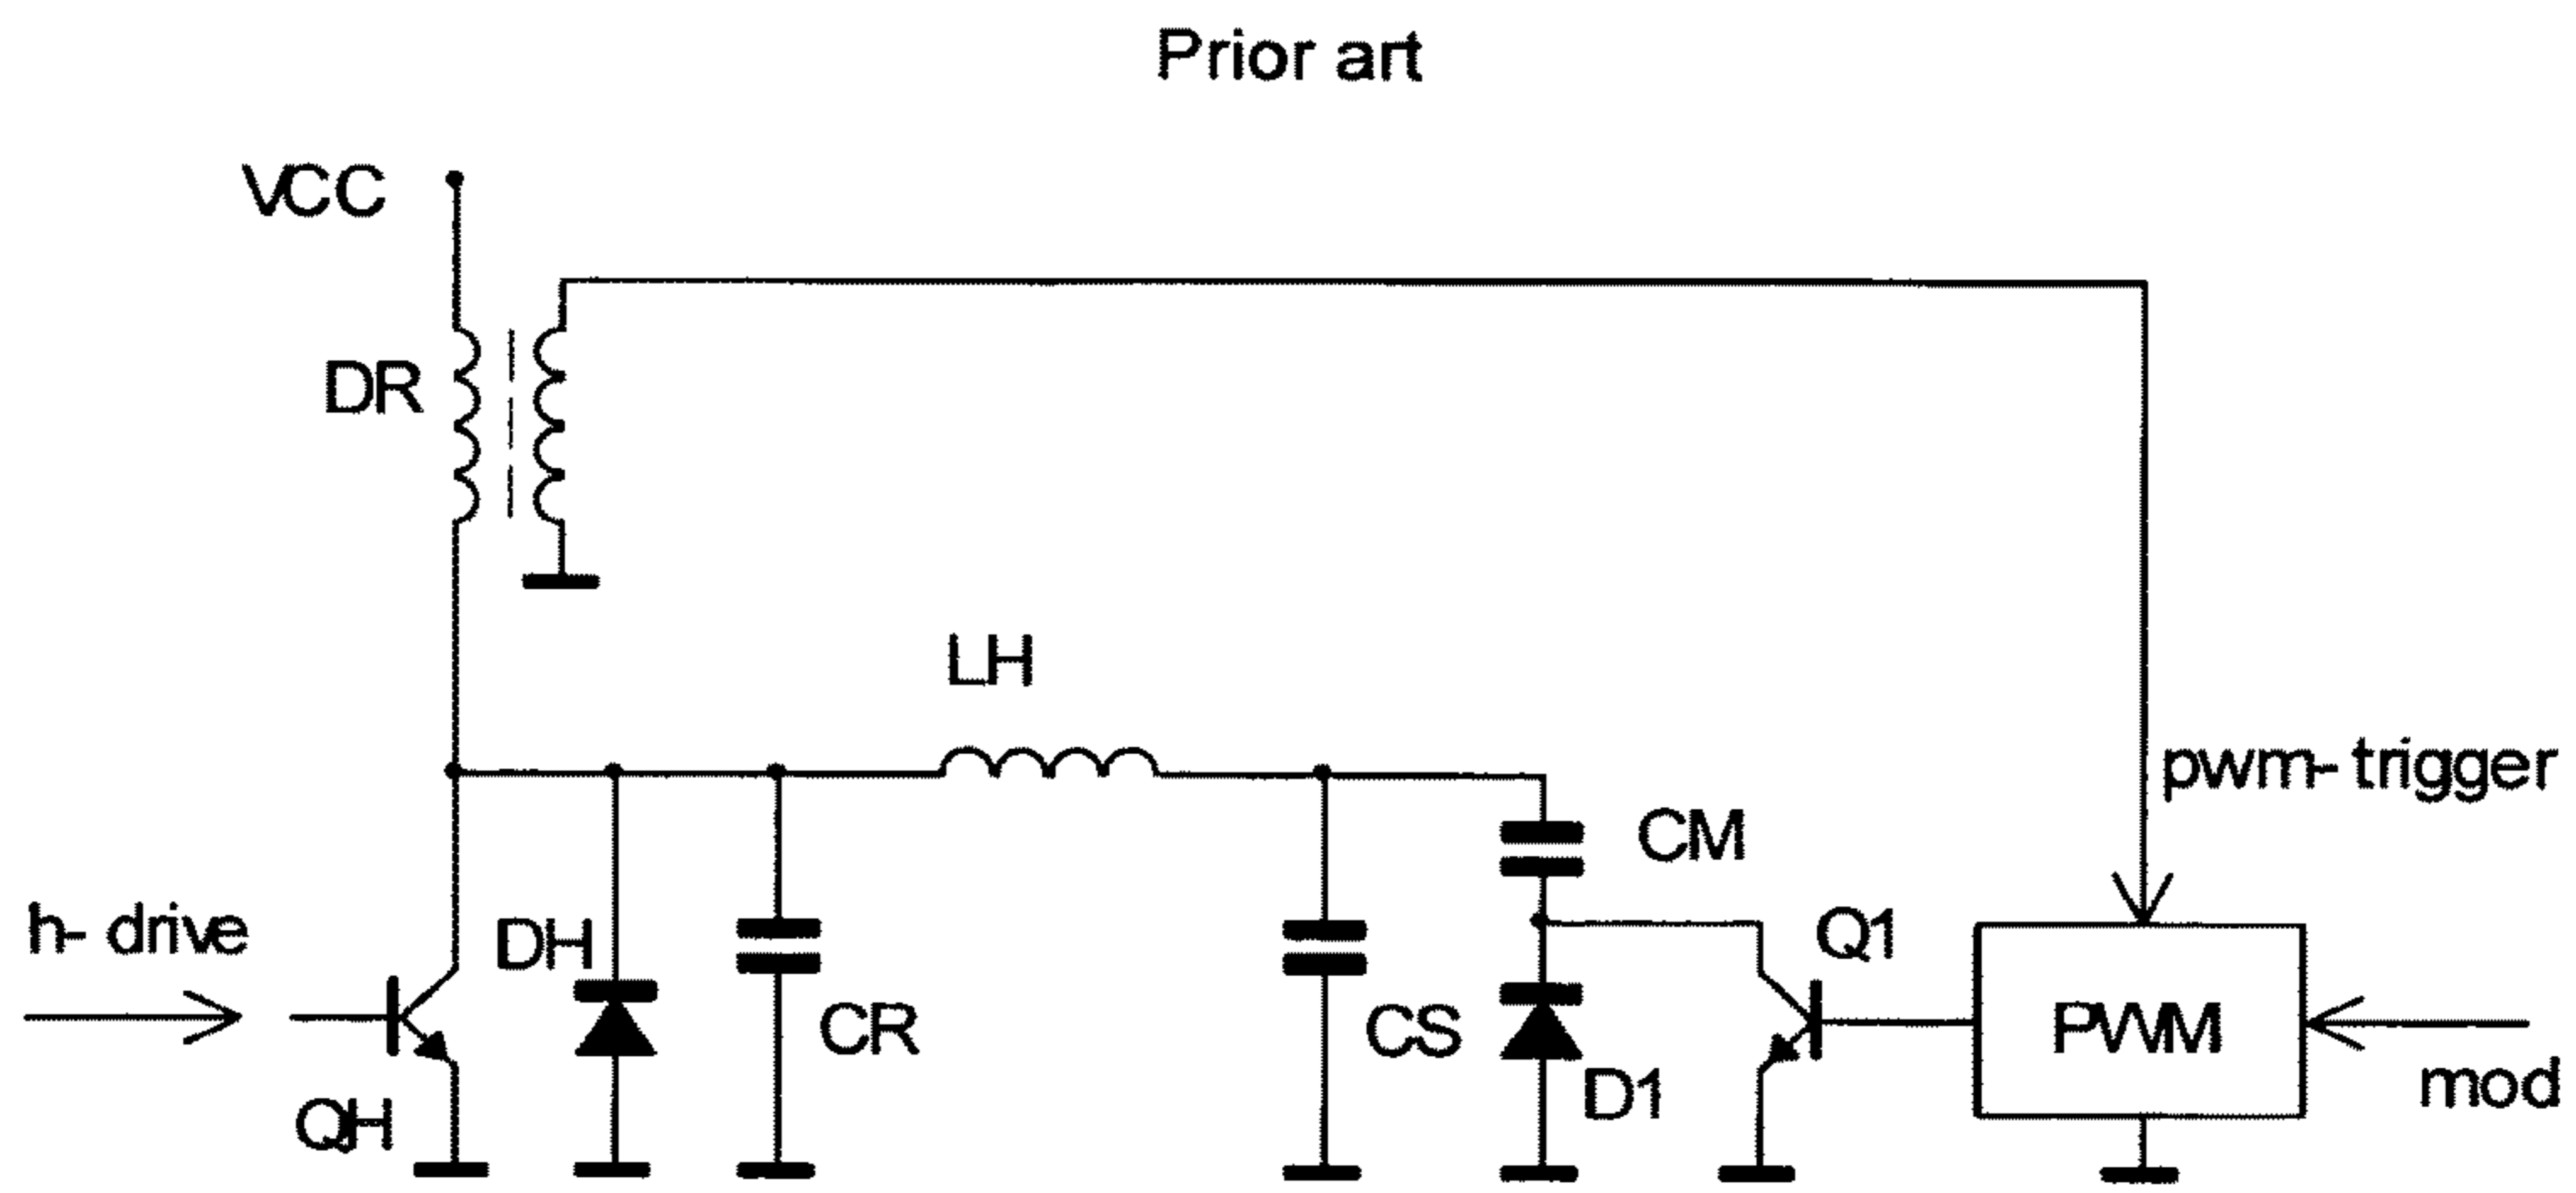 Prior art
VCC
DR
LH
pwm-trigger
CM
h-drive
DH
Q1
CR
CS
PWM
D1
mod
QH